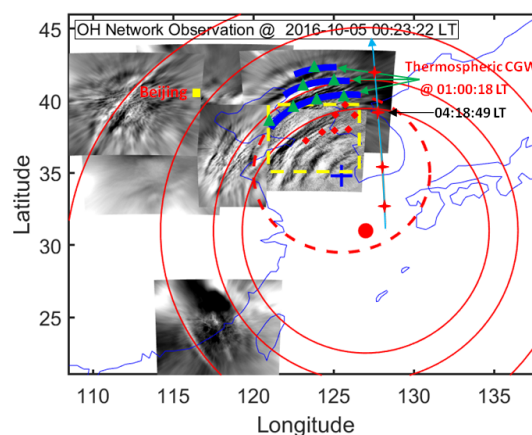 OH Network Observation @ 2016-10-05 00:23:22 LT
45
Thermospheric CGW
@ 01:00:18 LT
40
Beijing
04:18:49 LT
35
30
25
Latitude
110 115 120 125 130 135
Longitude